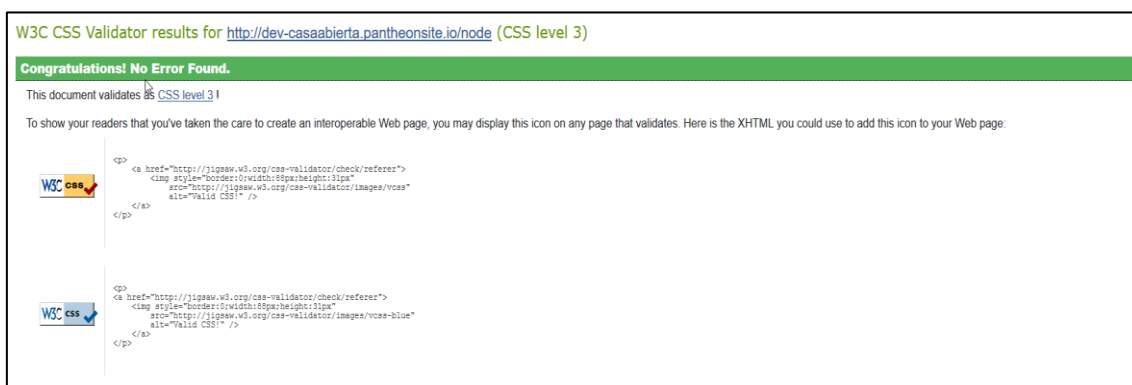 W3C CSS Validator results for http://dev-casaabierta.pantheonsite.io/node (CSS level 3)
Congratulations! No Error Found.
This document validates as CSS level 3 !
To show your readers that you've taken the care to create an interoperable Web page, you may display this icon on any page that validates. Here is the XHTML you could use to add this icon to your Web page:
W3C css
<p>
<a href="http://jigsaw.w3.org/css-validator/check/referer">
<img style="border:0;width:88px;height:31px"
src="http://jigsaw.w3.org/css-validator/images/vcss"
alt="Valid CSS!" />
</a>
</p>
W3C css
<p>
<a href="http://jigsaw.w3.org/css-validator/check/referer">
<img style="border:0;width:88px;height:31px"
src="http://jigsaw.w3.org/css-validator/images/vcss-blue"
alt="Valid CSS!" />
</a>
</p>